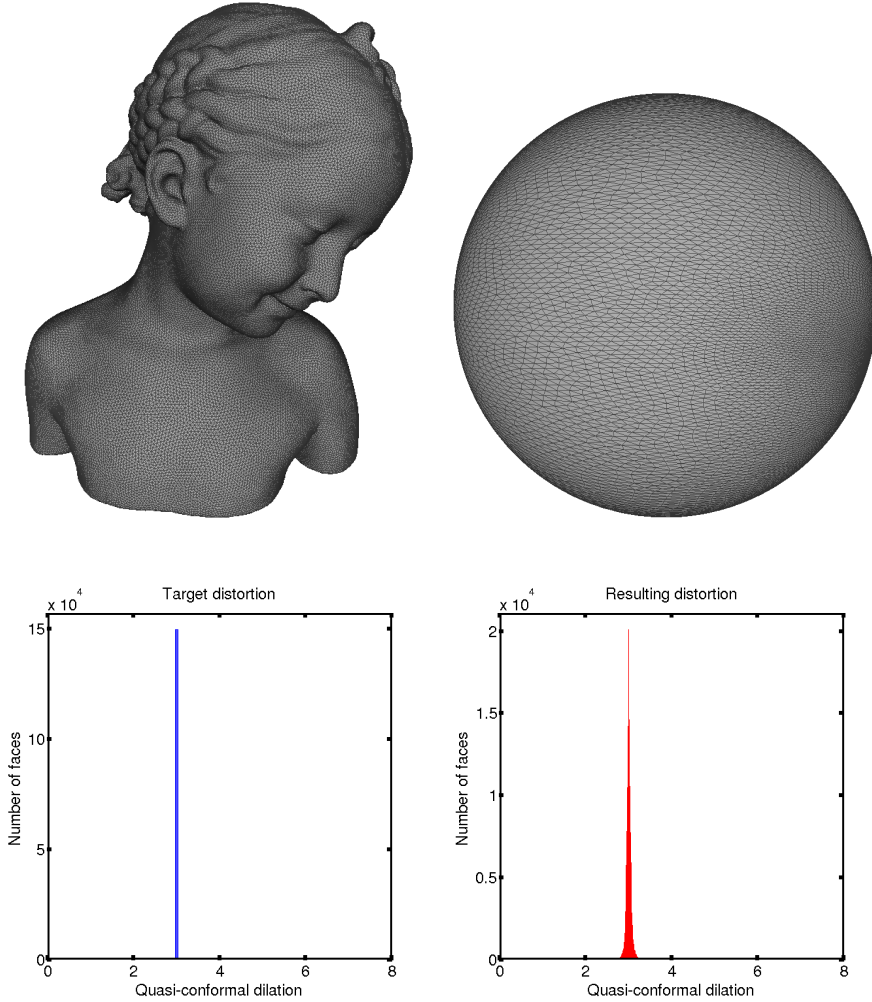 Target distortion
x 10^4
15
10
5
0
0 2 4 6 8
Number of faces
Quasi-conformal dilation
Resulting distortion
x 10^4
2
1.5
1
0.5
0
0 2 4 6 8
Number of faces
Quasi-conformal dilation